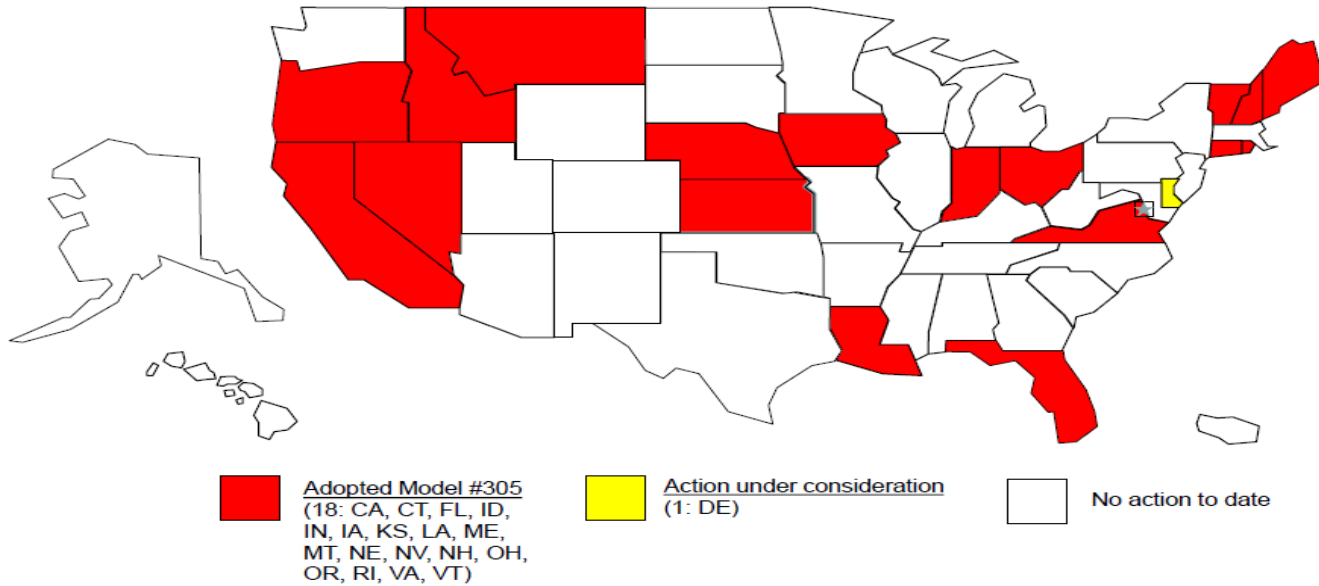 Adopted Model #305
(18: CA, CT, FL, ID,
IN, IA, KS, LA, ME,
MT, NE, NV, NH, OH,
OR, RI, VA, VT)
Action under consideration
(1: DE)
No action to date